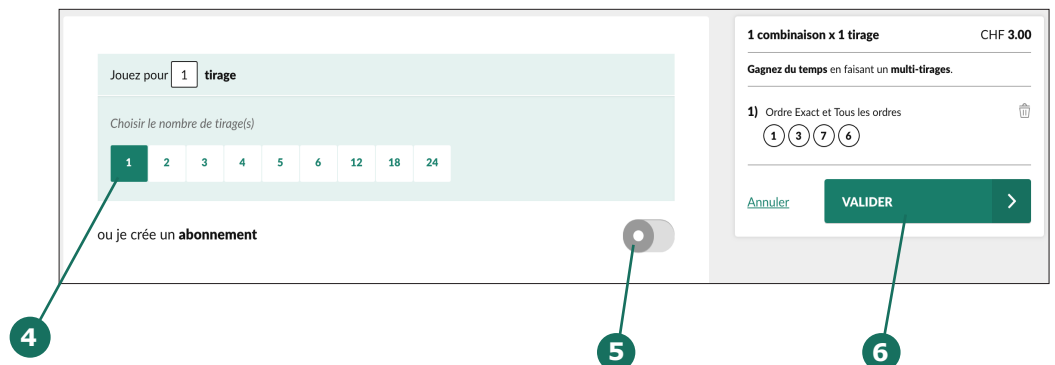 Jouez pour 1 tirage
Choisir le nombre de tirage(s)
1 2 3 4 5 6 12 18 24
ou je crée un abonnement
1 combinaison x 1 tirage CHF 3.00
Gagnez du temps en faisant un multi-tirages.
1) Ordre Exact et Tous les ordres
1 3 7 6
Annuler VALIDER
4 5 6